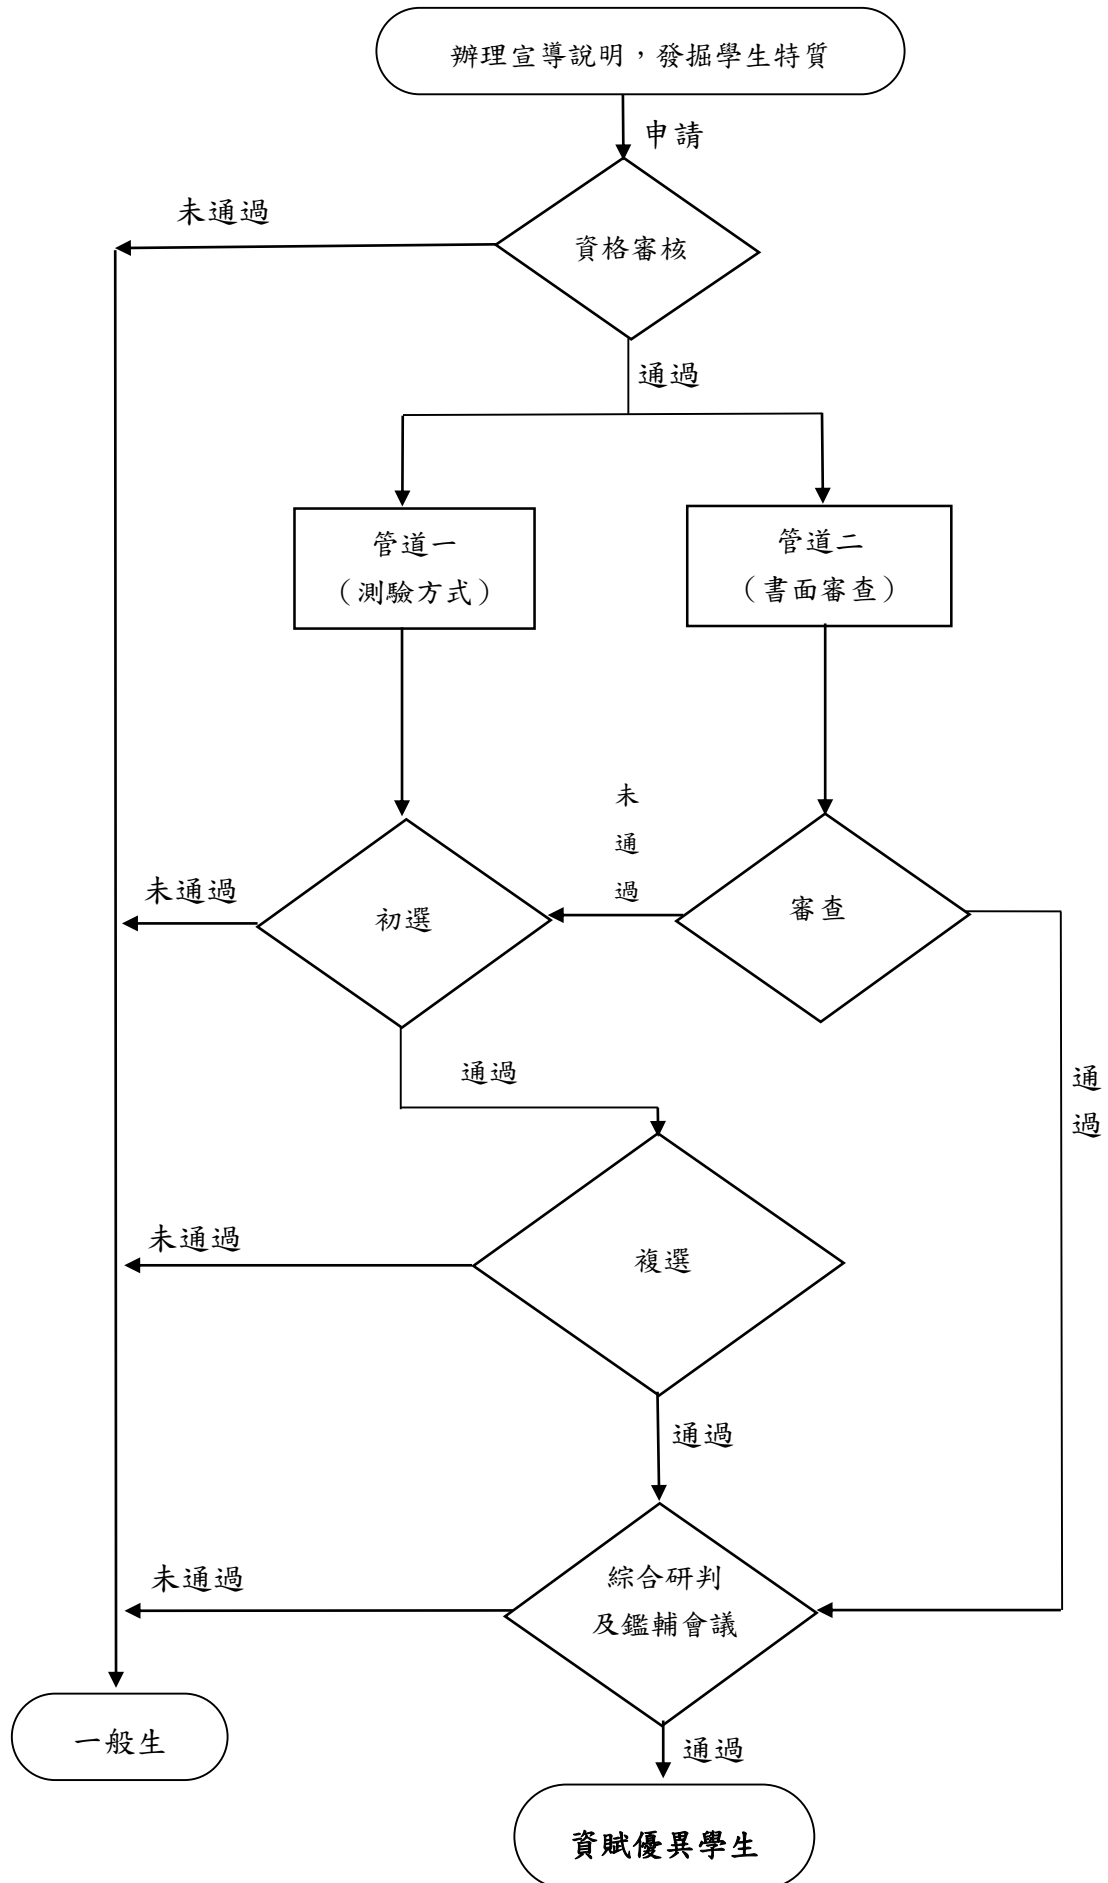 辦理宣導說明，發掘學生特質
申請
未通過
資格審核
通過
管道一
（測驗方式）
管道二
（書面審查）
未
通
過
未通過
初選
審查
通過
通
過
未通過
複選
通過
未通過
綜合研判
及鑑輔會議
一般生
通過
資賦優異學生